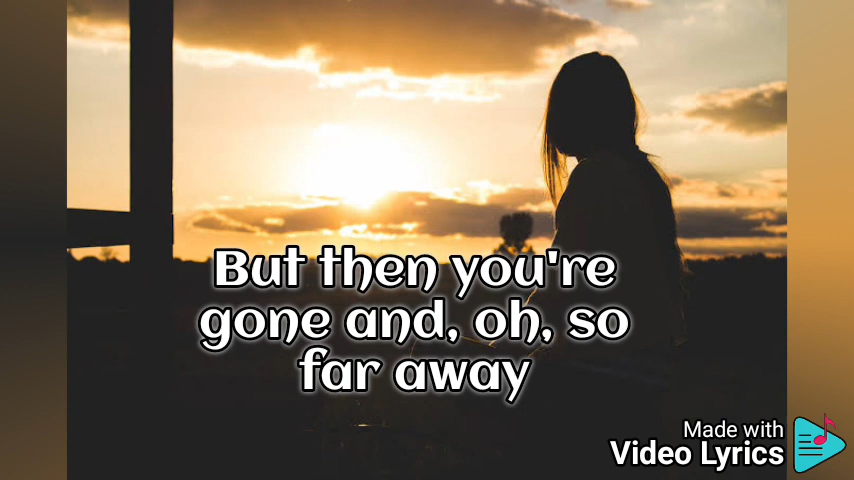 But then you're
gone and, oh, so
far away
Made with
Video Lyrics